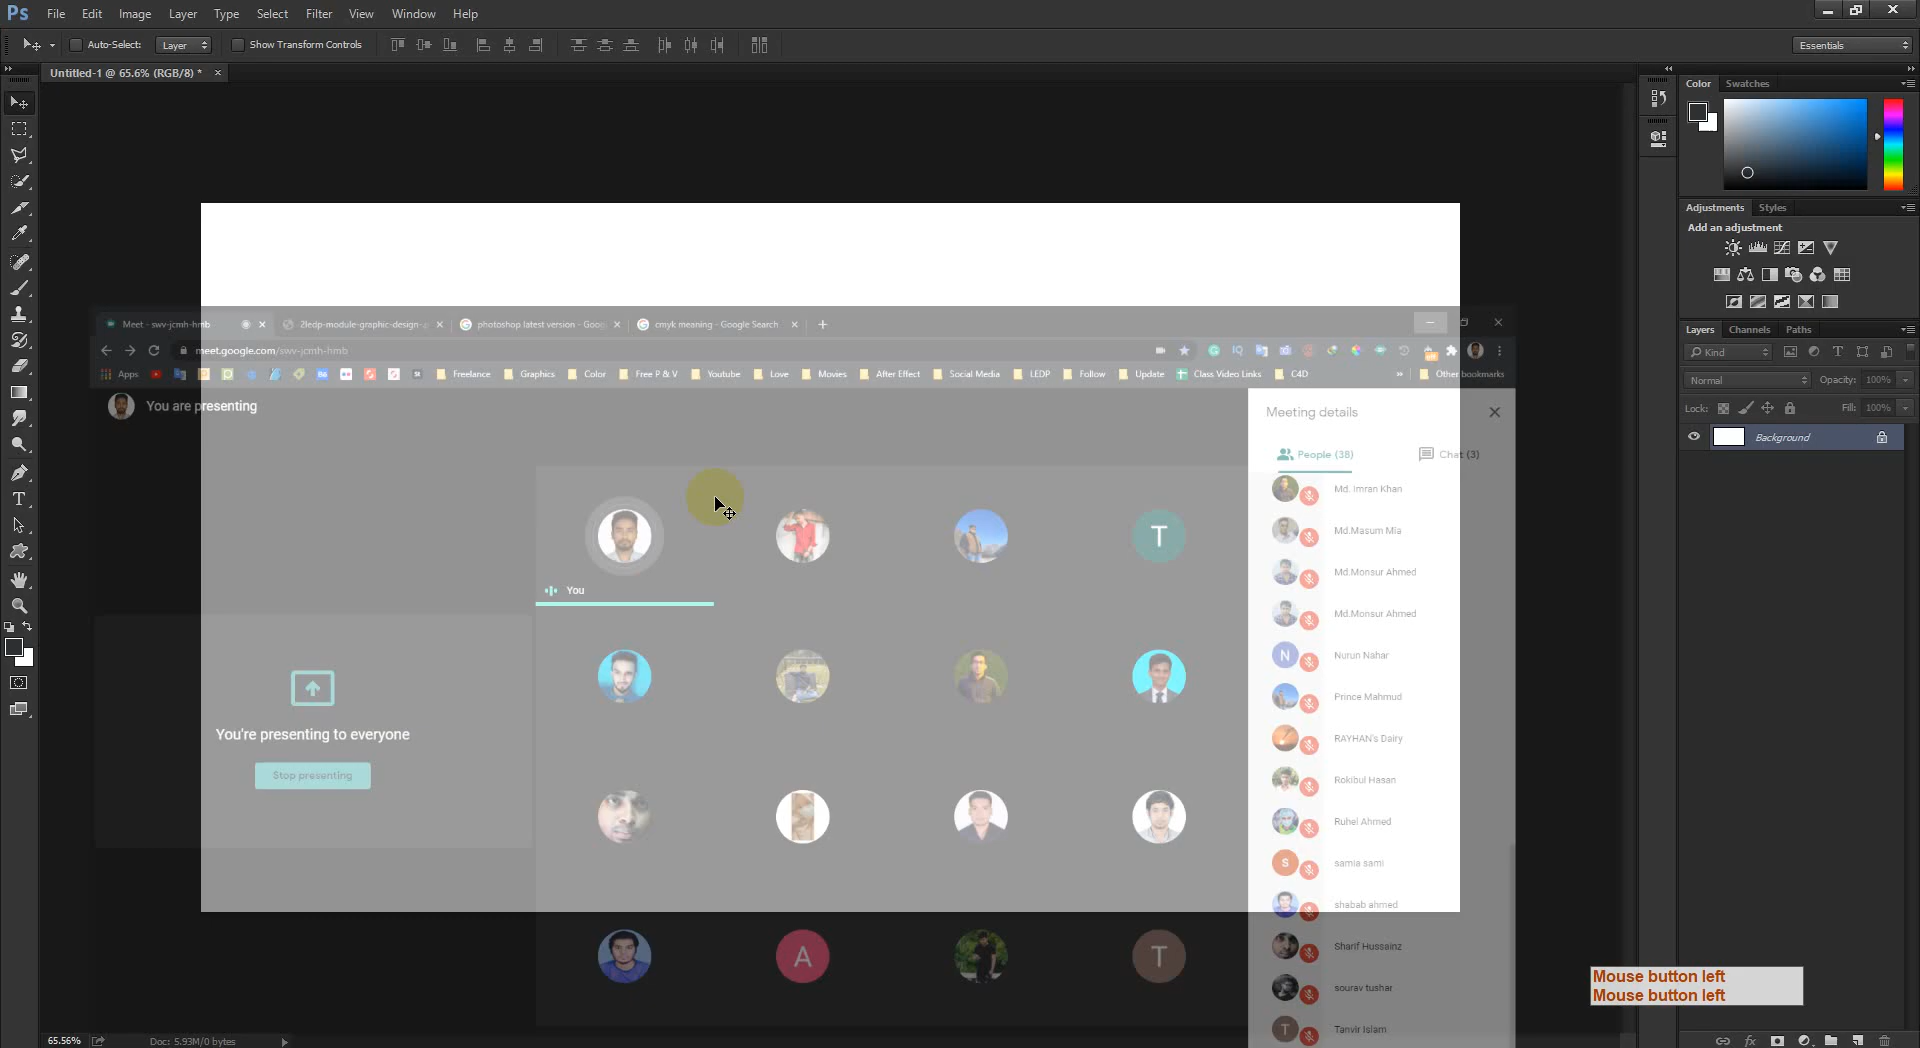 Ps File Edit Image Layer Type Select Filter View Window Help
Auto-Select: Layer Show Transform Controls Essentials
Untitled-1 @ 65.6% (RGB/8) * ×
Color Swatches
Adjustments Styles
Add an adjustment
Layers Channels Paths
Kind
Normal Opacity: 100%
Lock: Fill: 100%
Background
Meet - swv-jcmh-hmb
2ledp-module-graphic-design-
photoshop latest version - Goog
cmyk meaning - Google Search
meet.google.com/swv-jcmh-hmb
Apps Freelance Graphics Color Free P & V Youtube Love Movies After Effect Social Media LEDP Follow Update Class Video Links C4D » Other bookmarks
You are presenting
Meeting details
People (38) Chat (3)
Md. Imran Khan
Md.Masum Mia
Md.Monsur Ahmed
Md.Monsur Ahmed
N Nurun Nahar
Prince Mahmud
RAYHAN's Dairy
Rokibul Hasan
Ruhel Ahmed
S samia sami
shabab ahmed
Sharif Hussainz
sourav tushar
T Tanvir Islam
T
You
You're presenting to everyone
Stop presenting
A
T
Mouse button left
Mouse button left
65.56% Doc: 5.93M/0 bytes